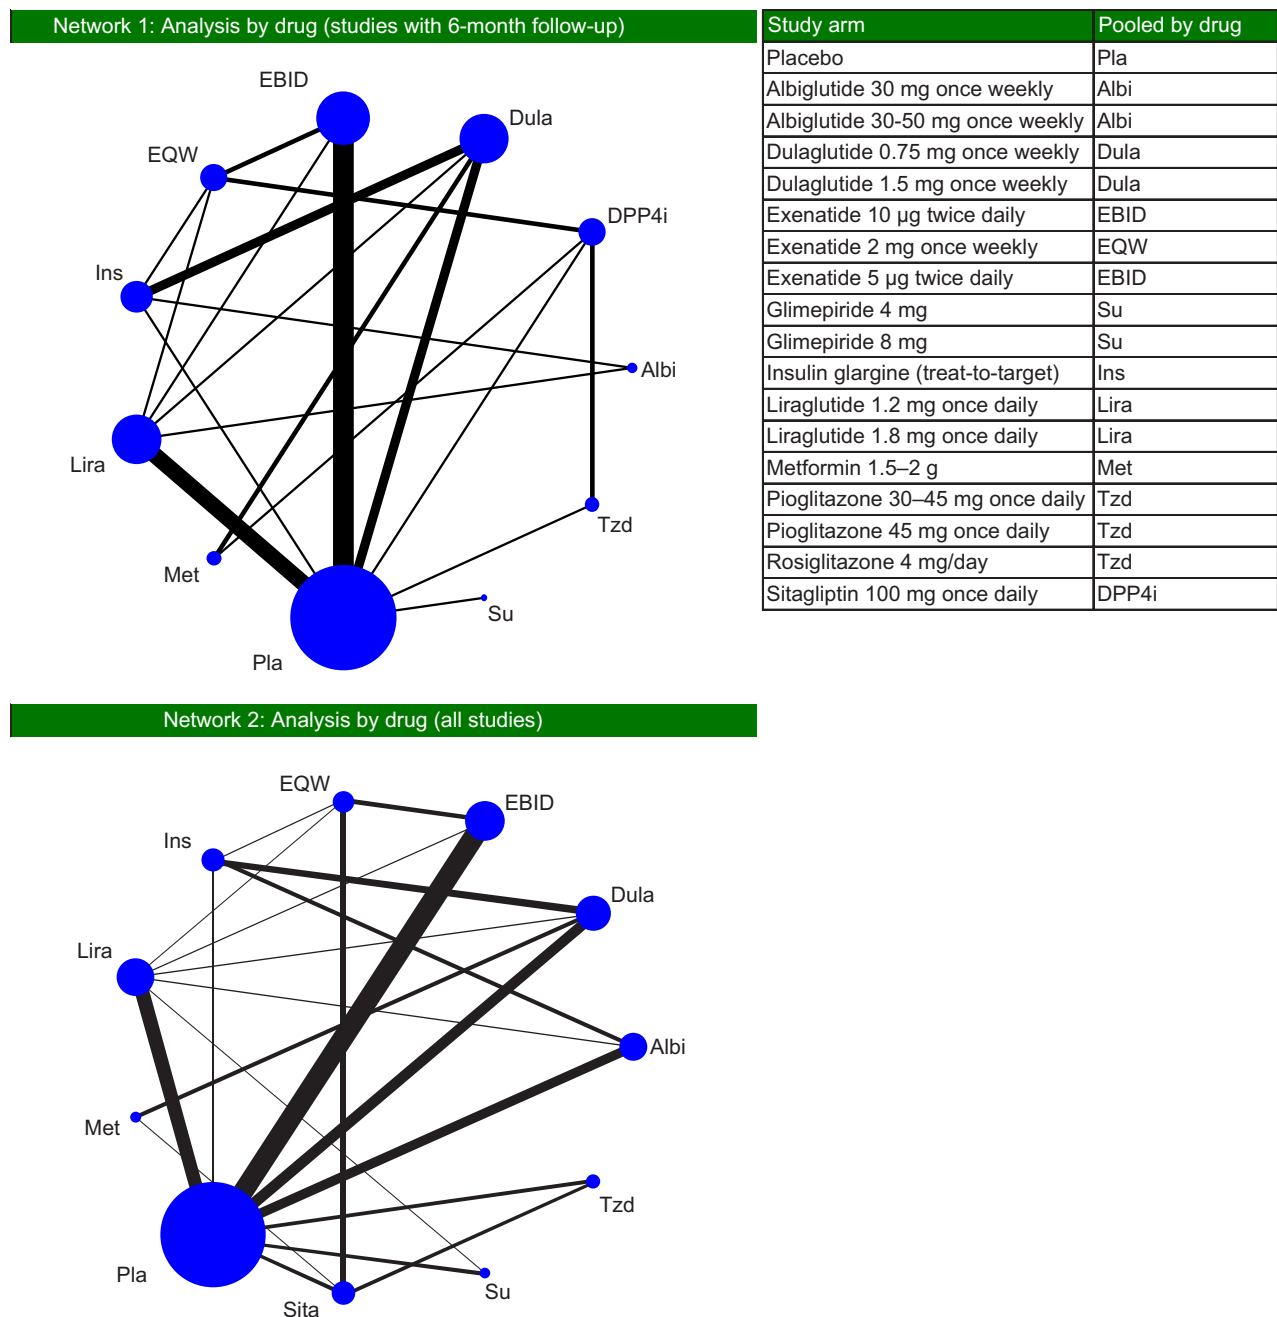 Network 1: Analysis by drug (studies with 6-month follow-up)
EBID
Dula
EQW
DPP4i
Ins
Albi
Lira
Tzd
Met
Su
Pla
Study arm Pooled by drug
Placebo Pla
Albiglutide 30 mg once weekly Albi
Albiglutide 30-50 mg once weekly Albi
Dulaglutide 0.75 mg once weekly Dula
Dulaglutide 1.5 mg once weekly Dula
Exenatide 10 µg twice daily EBID
Exenatide 2 mg once weekly EQW
Exenatide 5 µg twice daily EBID
Glimepiride 4 mg Su
Glimepiride 8 mg Su
Insulin glargine (treat-to-target) Ins
Liraglutide 1.2 mg once daily Lira
Liraglutide 1.8 mg once daily Lira
Metformin 1.5–2 g Met
Pioglitazone 30–45 mg once daily Tzd
Pioglitazone 45 mg once daily Tzd
Rosiglitazone 4 mg/day Tzd
Sitagliptin 100 mg once daily DPP4i
Network 2: Analysis by drug (all studies)
EQW
EBID
Ins
Dula
Lira
Albi
Met
Tzd
Pla
Su
Sita